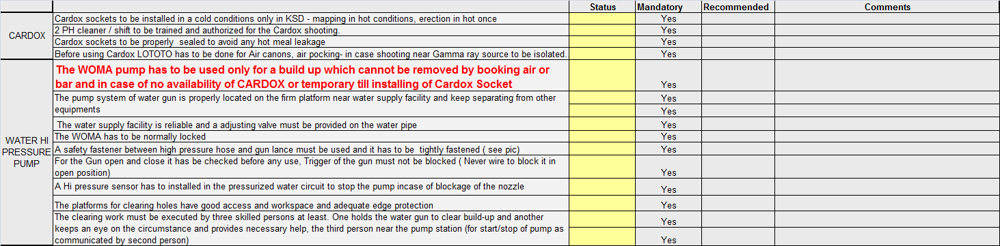 Status Mandatory Recommended Comments
CARDOX
Cardox sockets to be installed in a cold conditions only in KSD - mapping in hot conditions, erection in hot once Yes
2 PH cleaner / shift to be trained and authorized for the Cardox shooting. Yes
Cardox sockets to be properly sealed to avoid any hot meal leakage Yes
Before using Cardox LOTOTO has to be done for Air canons, air pocking- in case shooting near Gamma ray source to be isolated. Yes
WATER HI
PRESSURE
PUMP
The WOMA pump has to be used only for a build up which cannot be removed by booking air or
bar and in case of no availability of CARDOX or temporary till installing of Cardox Socket Yes
The pump system of water gun is properly located on the firm platform near water supply facility and keep separating from other Yes
equipments Yes
The water supply facility is reliable and a adjusting valve must be provided on the water pipe Yes
The WOMA has to be normally locked Yes
A safety fastener between high pressure hose and gun lance must be used and it has to be tightly fastened ( see pic) Yes
For the Gun open and close it has be checked before any use, Trigger of the gun must not be blocked ( Never wire to block it in
open position) Yes
A Hi pressure sensor has to installed in the pressurized water circuit to stop the pump incase of blockage of the nozzle Yes
The platforms for clearing holes have good access and workspace and adequate edge protection Yes
The clearing work must be executed by three skilled persons at least. One holds the water gun to clear build-up and another Yes
keeps an eye on the circumstance and provides necessary help, the third person near the pump station (for start/stop of pump as
communicated by second person) Yes